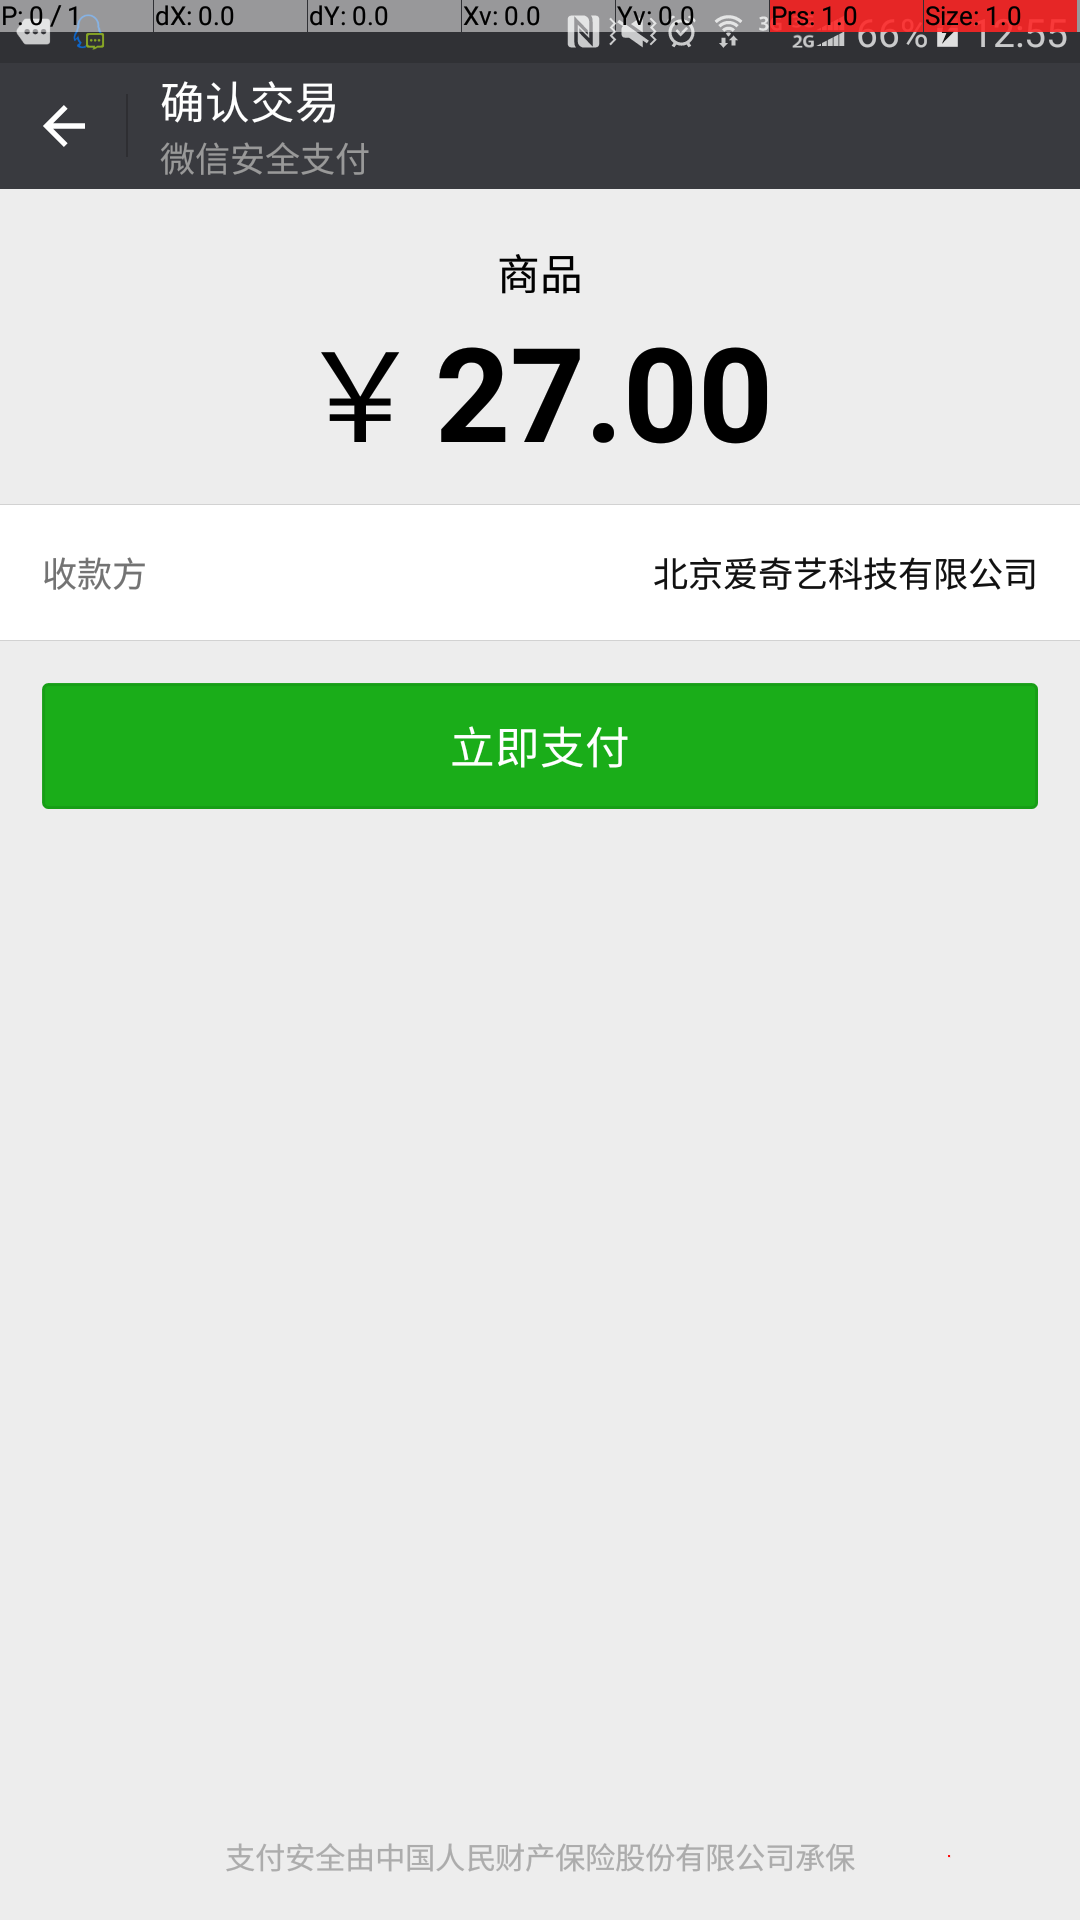 P: 0 / 1 dX: 0.0 dY: 0.0 Xv: 0.0 Yv: 0.0 Prs: 1.0 Size: 1.0
2G 66% 12:55
确认交易
微信安全支付
商品
￥27.00
收款方 北京爱奇艺科技有限公司
立即支付
支付安全由中国人民财产保险股份有限公司承保